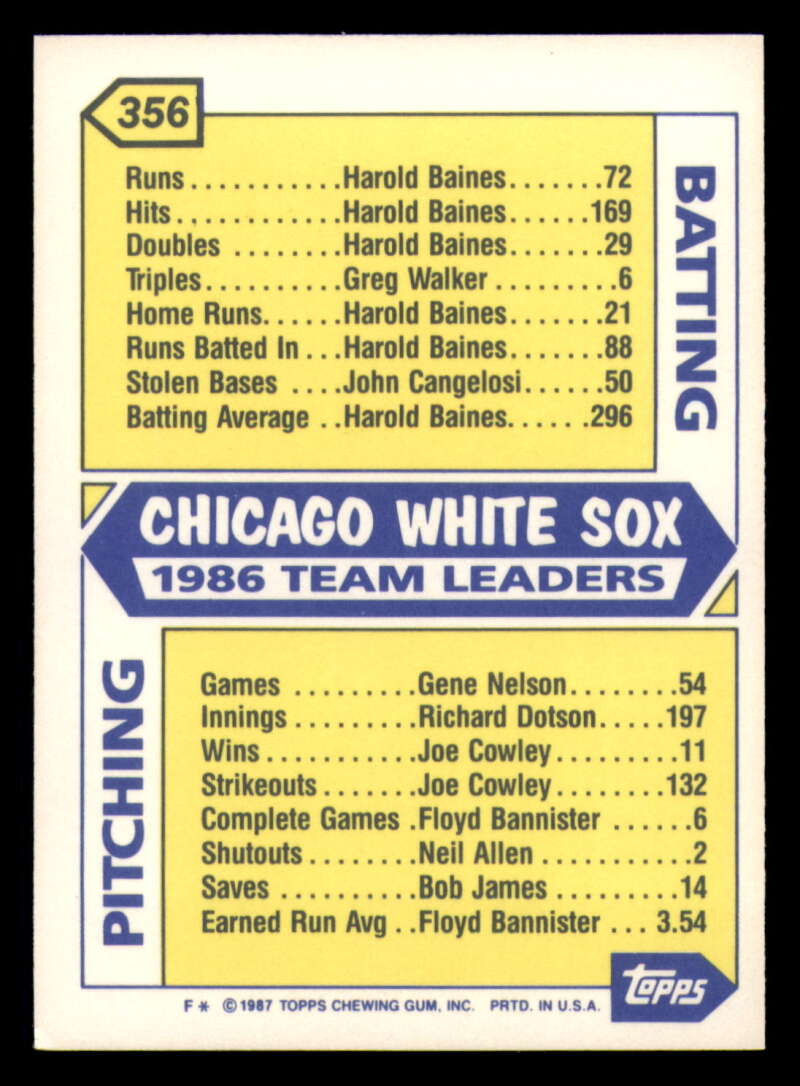 356
BATTING
Runs...........Harold Baines.......72
Hits............Harold Baines......169
Doubles ........Harold Baines.......29
Triples..........Greg Walker .........6
Home Runs......Harold Baines.......21
Runs Batted In ...Harold Baines.......88
Stolen Bases ....John Cangelosi......50
Batting Average ..Harold Baines......296
CHICAGO WHITE SOX
1986 TEAM LEADERS
PITCHING
Games .........Gene Nelson........54
Innings.........Richard Dotson.....197
Wins...........Joe Cowley.........11
Strikeouts.......Joe Cowley........132
Complete Games .Floyd Bannister ......6
Shutouts........Neil Allen ...........2
Saves ..........Bob James .........14
Earned Run Avg ..Floyd Bannister ... 3.54
topps
F* ©1987 TOPPS CHEWING GUM, INC. PRTD. IN U.S.A.